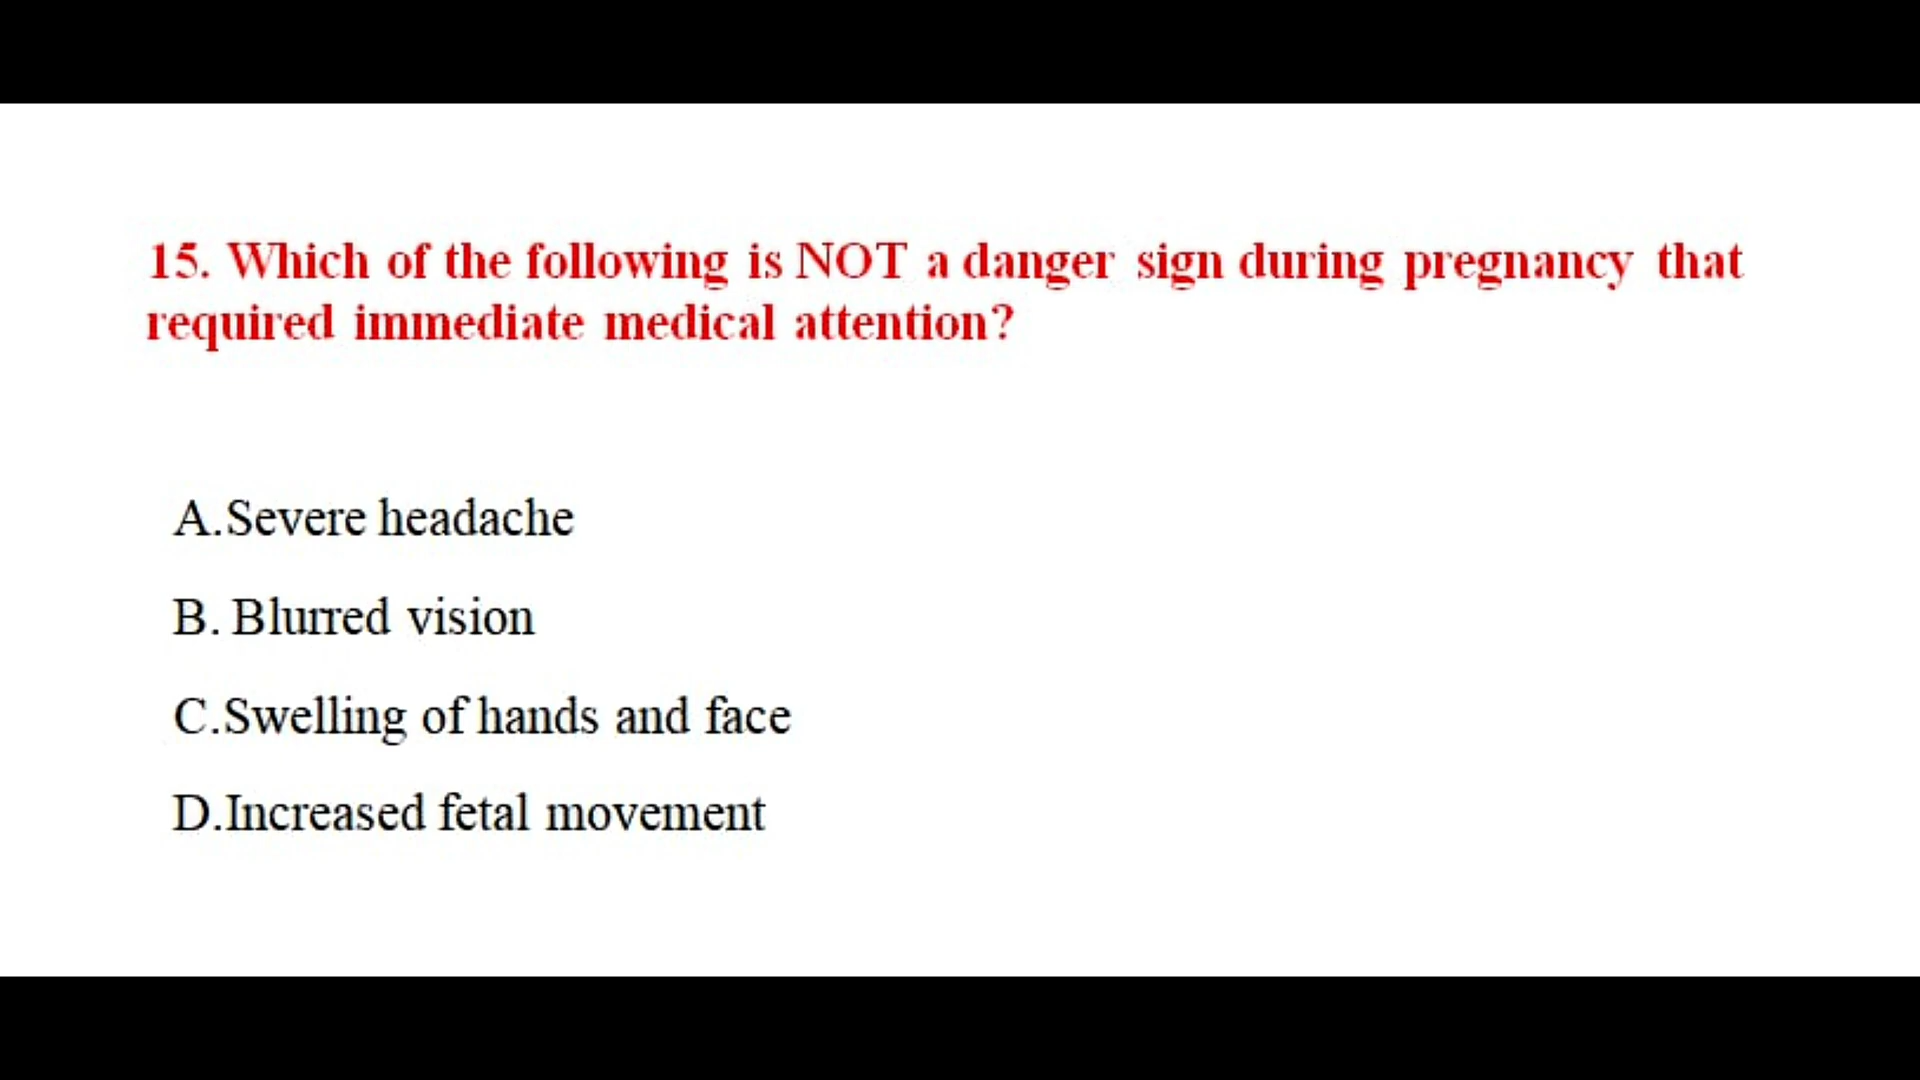 15. Which of the following is NOT a danger sign during pregnancy that
required immediate medical attention?
A.Severe headache
B. Blurred vision
C.Swelling of hands and face
D.Increased fetal movement